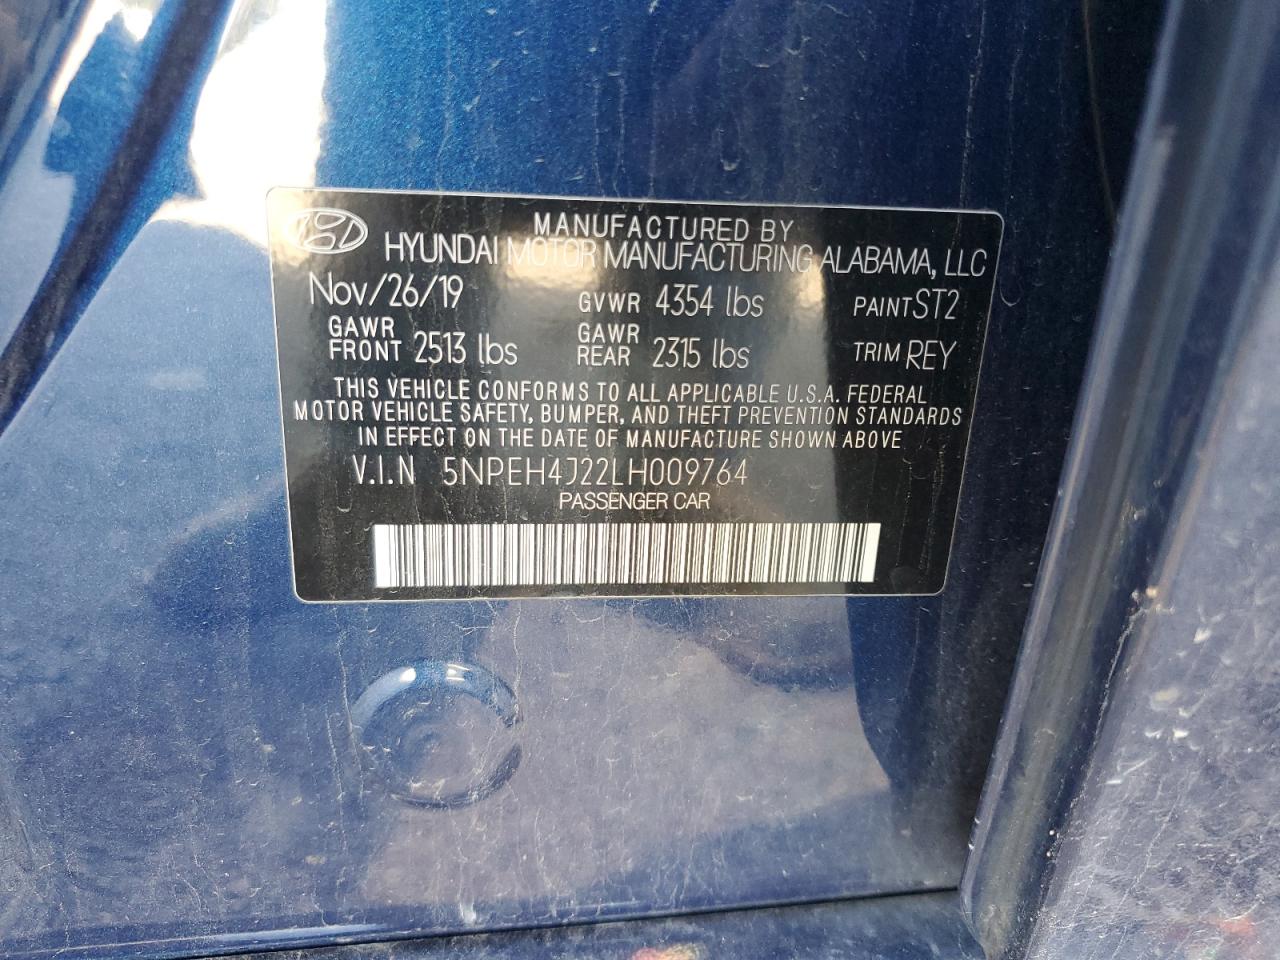 MANUFACTURED BY
HYUNDAI MOTOR MANUFACTURING ALABAMA, LLC
Nov/26/19 GVWR 4354 lbs PAINT ST2
GAWR FRONT 2513 lbs GAWR REAR 2315 lbs TRIM REY
THIS VEHICLE CONFORMS TO ALL APPLICABLE U.S.A. FEDERAL
MOTOR VEHICLE SAFETY, BUMPER, AND THEFT PREVENTION STANDARDS
IN EFFECT ON THE DATE OF MANUFACTURE SHOWN ABOVE
V.I.N 5NPEH4J22LH009764
PASSENGER CAR